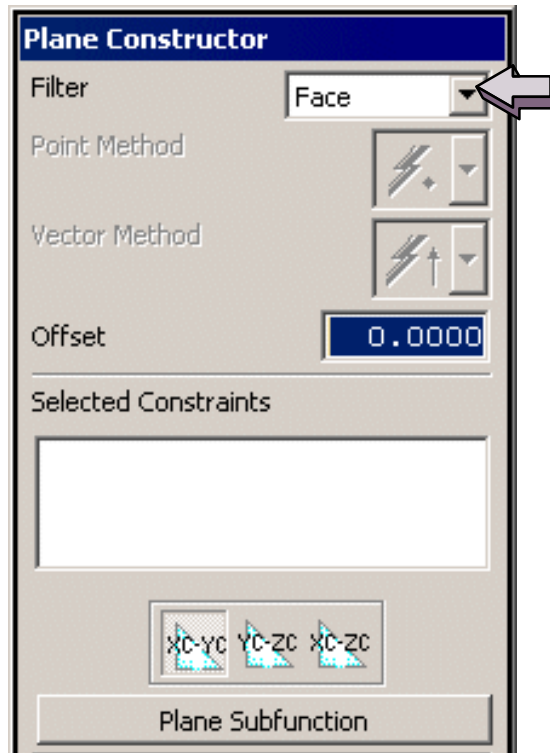 Plane Constructor
Filter Face
Point Method
Vector Method
Offset 0.0000
Selected Constraints
XC-YC YC-ZC XC-ZC
Plane Subfunction